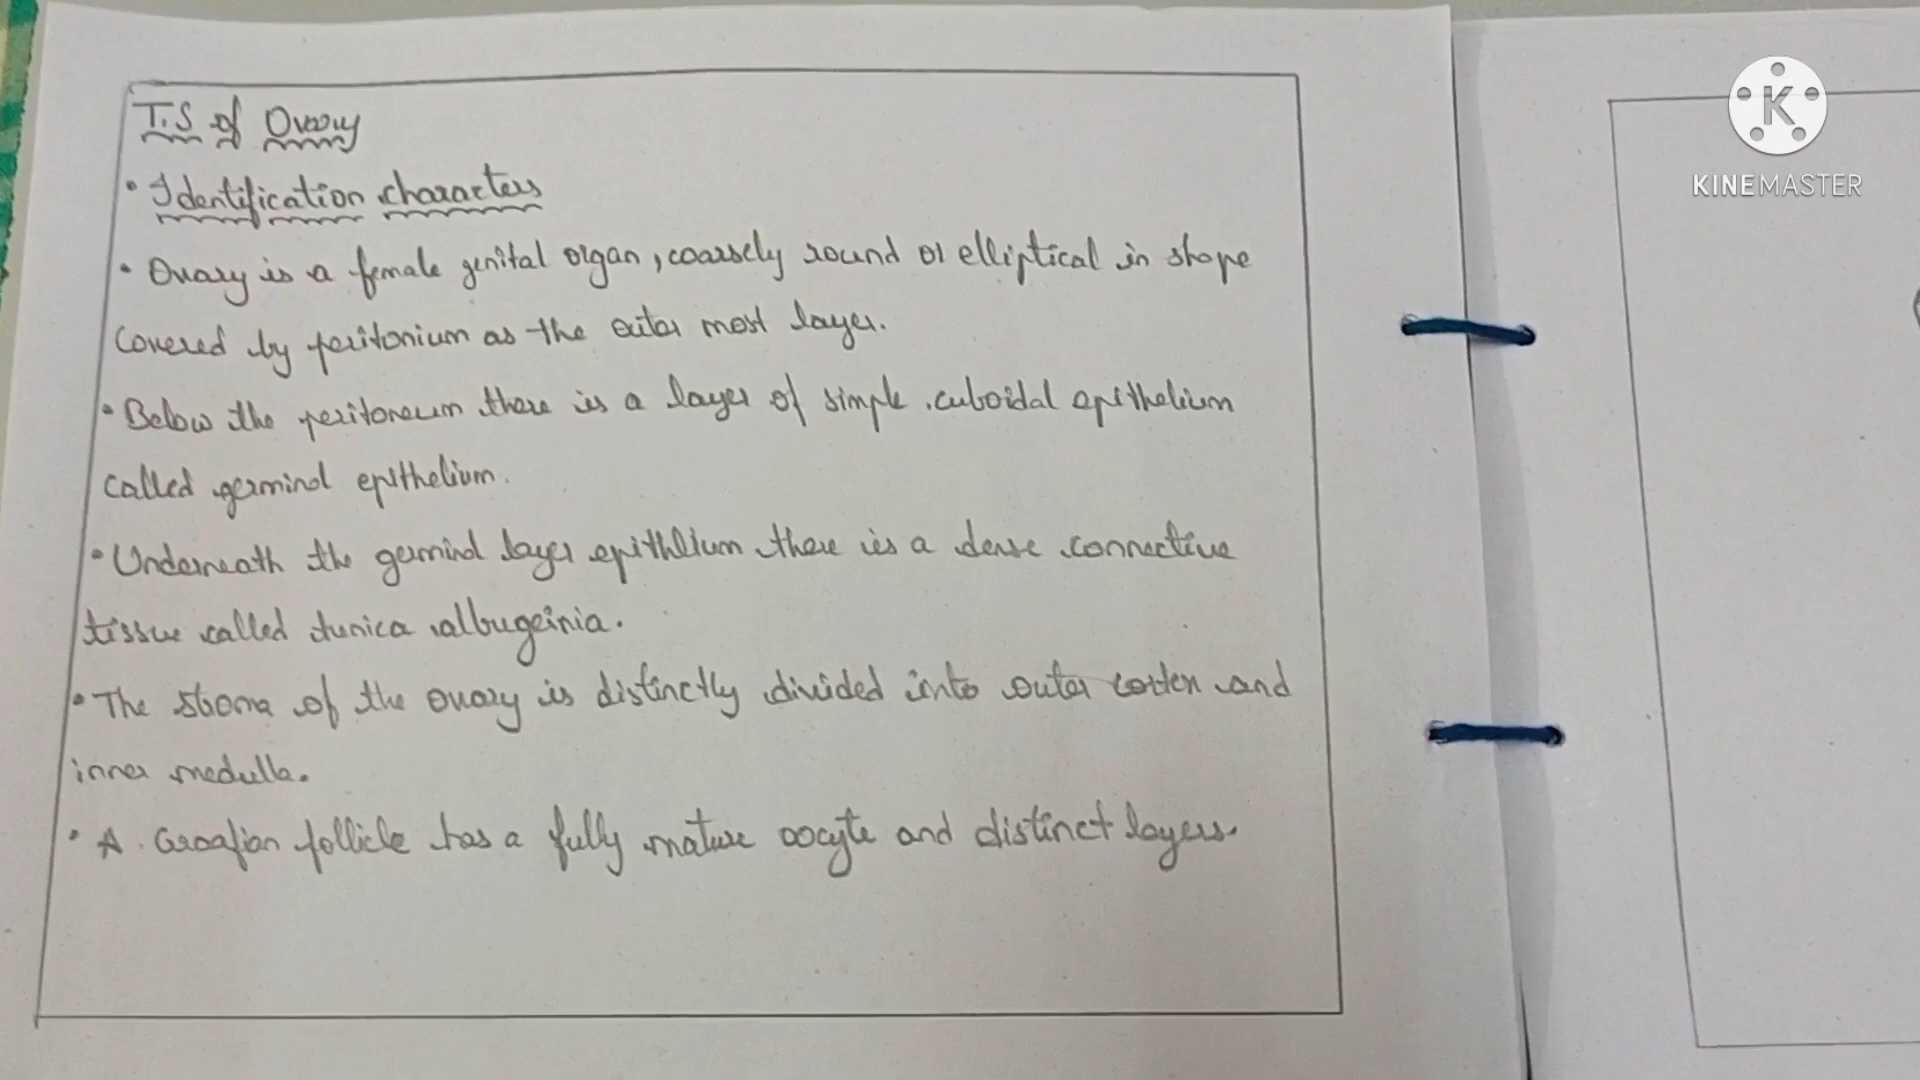 T.S of Ovary
• Identification characters
• Ovary is a female genital organ, coarsely round or elliptical in shape
covered by peritonium as the outer most layer.
• Below the peritoneum there is a layer of simple cuboidal epithelium
called germinal epithelium.
• Underneath the germinal layer epithelium there is a dense connective
tissue called tunica albugeinia.
• The stroma of the ovary is distinctly divided into outer cortex and
inner medulla.
• A Graafian follicle has a fully mature oocyte and distinct layers.
K
KINEMASTER